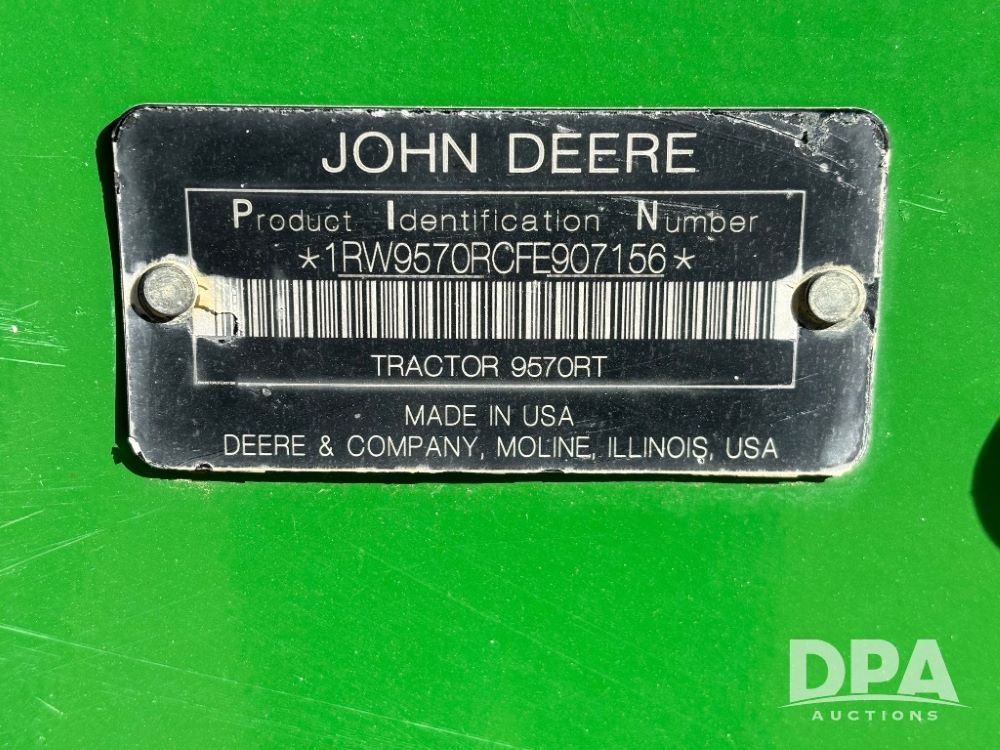 JOHN DEERE
Product Identification Number
*1RW9570RCFE907156*
TRACTOR 9570RT
MADE IN USA
DEERE & COMPANY, MOLINE, ILLINOIS, USA
DPA
AUCTIONS